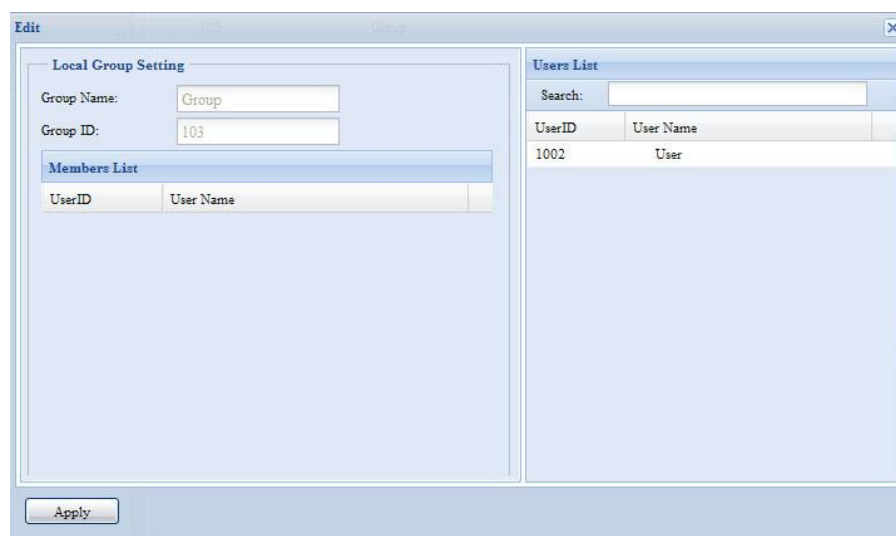 Edit
Local Group Setting
Group Name: Group
Group ID: 103
Members List
UserID User Name
Users List
Search:
UserID User Name
1002 User
Apply